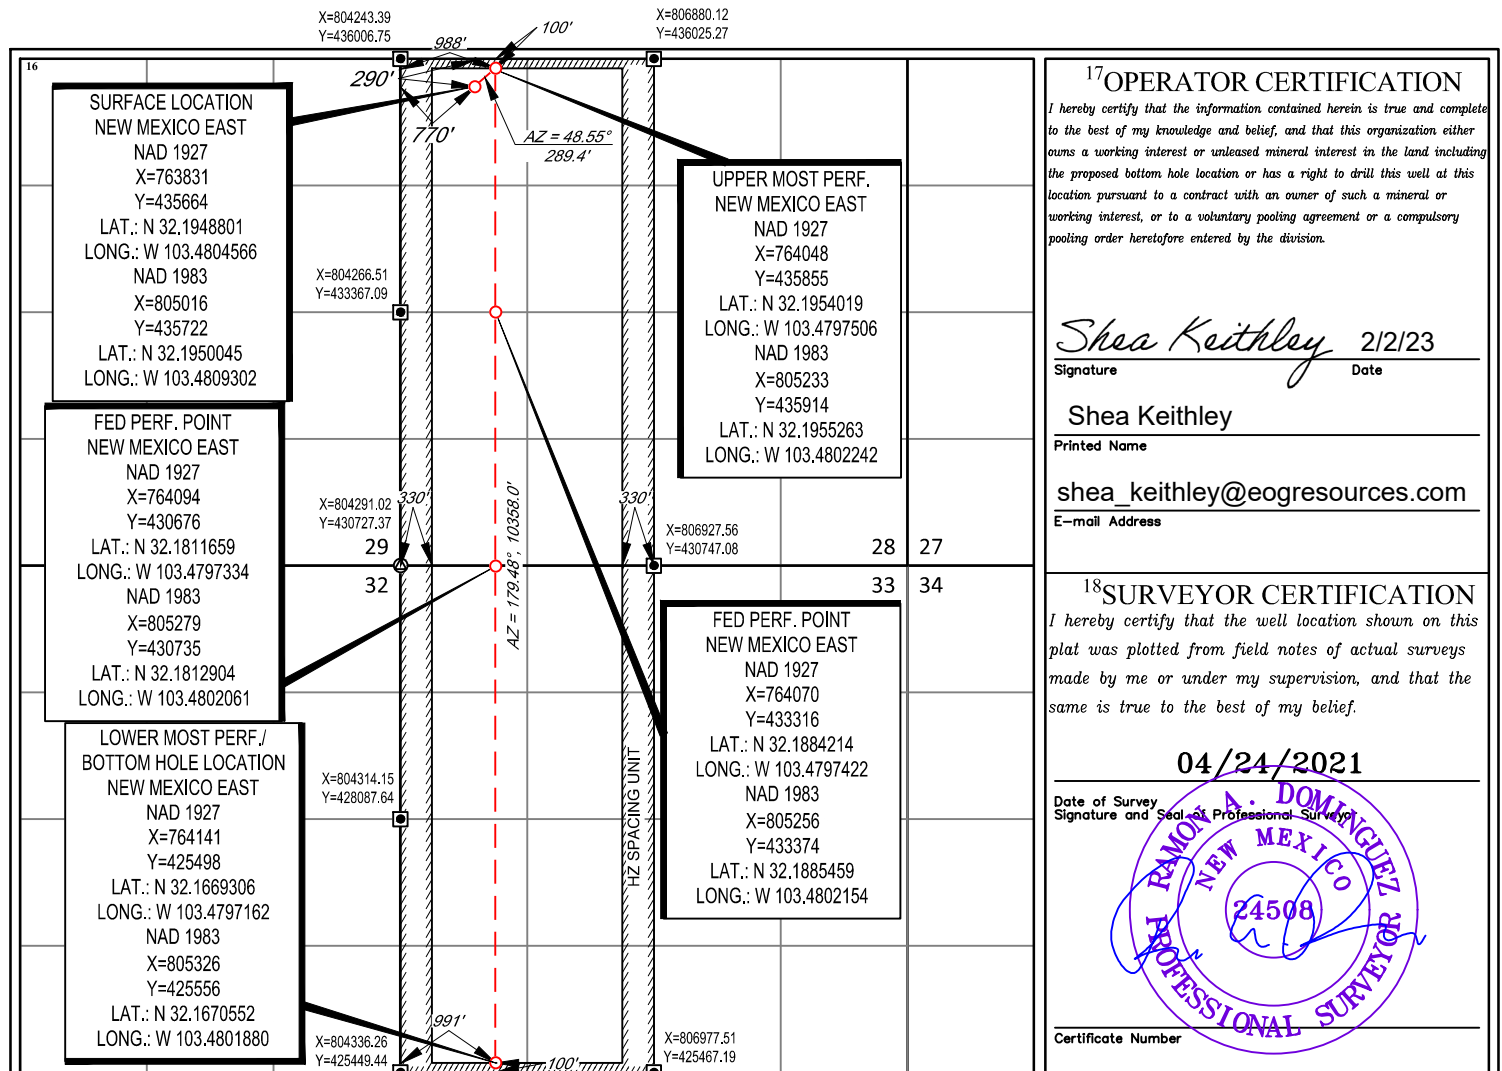 X=804243.39
Y=436006.75
X=806880.12
Y=436025.27
16
988'
100'
290'
770'
AZ = 48.55°
289.4'
SURFACE LOCATION
NEW MEXICO EAST
NAD 1927
X=763831
Y=435664
LAT.: N 32.1948801
LONG.: W 103.4804566
NAD 1983
X=805016
Y=435722
LAT.: N 32.1950045
LONG.: W 103.4809302
UPPER MOST PERF.
NEW MEXICO EAST
NAD 1927
X=764048
Y=435855
LAT.: N 32.1954019
LONG.: W 103.4797506
NAD 1983
X=805233
Y=435914
LAT.: N 32.1955263
LONG.: W 103.4802242
X=804266.51
Y=433367.09
FED PERF. POINT
NEW MEXICO EAST
NAD 1927
X=764094
Y=430676
LAT.: N 32.1811659
LONG.: W 103.4797334
NAD 1983
X=805279
Y=430735
LAT.: N 32.1812904
LONG.: W 103.4802061
X=804291.02
Y=430727.37
330'
330'
AZ = 179.48°, 10358.0'
X=806927.56
Y=430747.08
29
28
27
32
33
34
FED PERF. POINT
NEW MEXICO EAST
NAD 1927
X=764070
Y=433316
LAT.: N 32.1884214
LONG.: W 103.4797422
NAD 1983
X=805256
Y=433374
LAT.: N 32.1885459
LONG.: W 103.4802154
LOWER MOST PERF./
BOTTOM HOLE LOCATION
NEW MEXICO EAST
NAD 1927
X=764141
Y=425498
LAT.: N 32.1669306
LONG.: W 103.4797162
NAD 1983
X=805326
Y=425556
LAT.: N 32.1670552
LONG.: W 103.4801880
X=804314.15
Y=428087.64
HZ SPACING UNIT
991'
100'
X=804336.26
Y=425449.44
X=806977.51
Y=425467.19
17OPERATOR CERTIFICATION
I hereby certify that the information contained herein is true and complete
to the best of my knowledge and belief, and that this organization either
owns a working interest or unleased mineral interest in the land including
the proposed bottom hole location or has a right to drill this well at this
location pursuant to a contract with an owner of such a mineral or
working interest, or to a voluntary pooling agreement or a compulsory
pooling order heretofore entered by the division.
Shea Keithley 2/2/23
Signature Date
Shea Keithley
Printed Name
shea_keithley@eogresources.com
E-mail Address
18SURVEYOR CERTIFICATION
I hereby certify that the well location shown on this
plat was plotted from field notes of actual surveys
made by me or under my supervision, and that the
same is true to the best of my belief.
04/24/2021
Date of Survey
Signature and Seal of Professional Surveyor
RAMON A. DOMINGUEZ
NEW MEXICO
24508
PROFESSIONAL SURVEYOR
Certificate Number